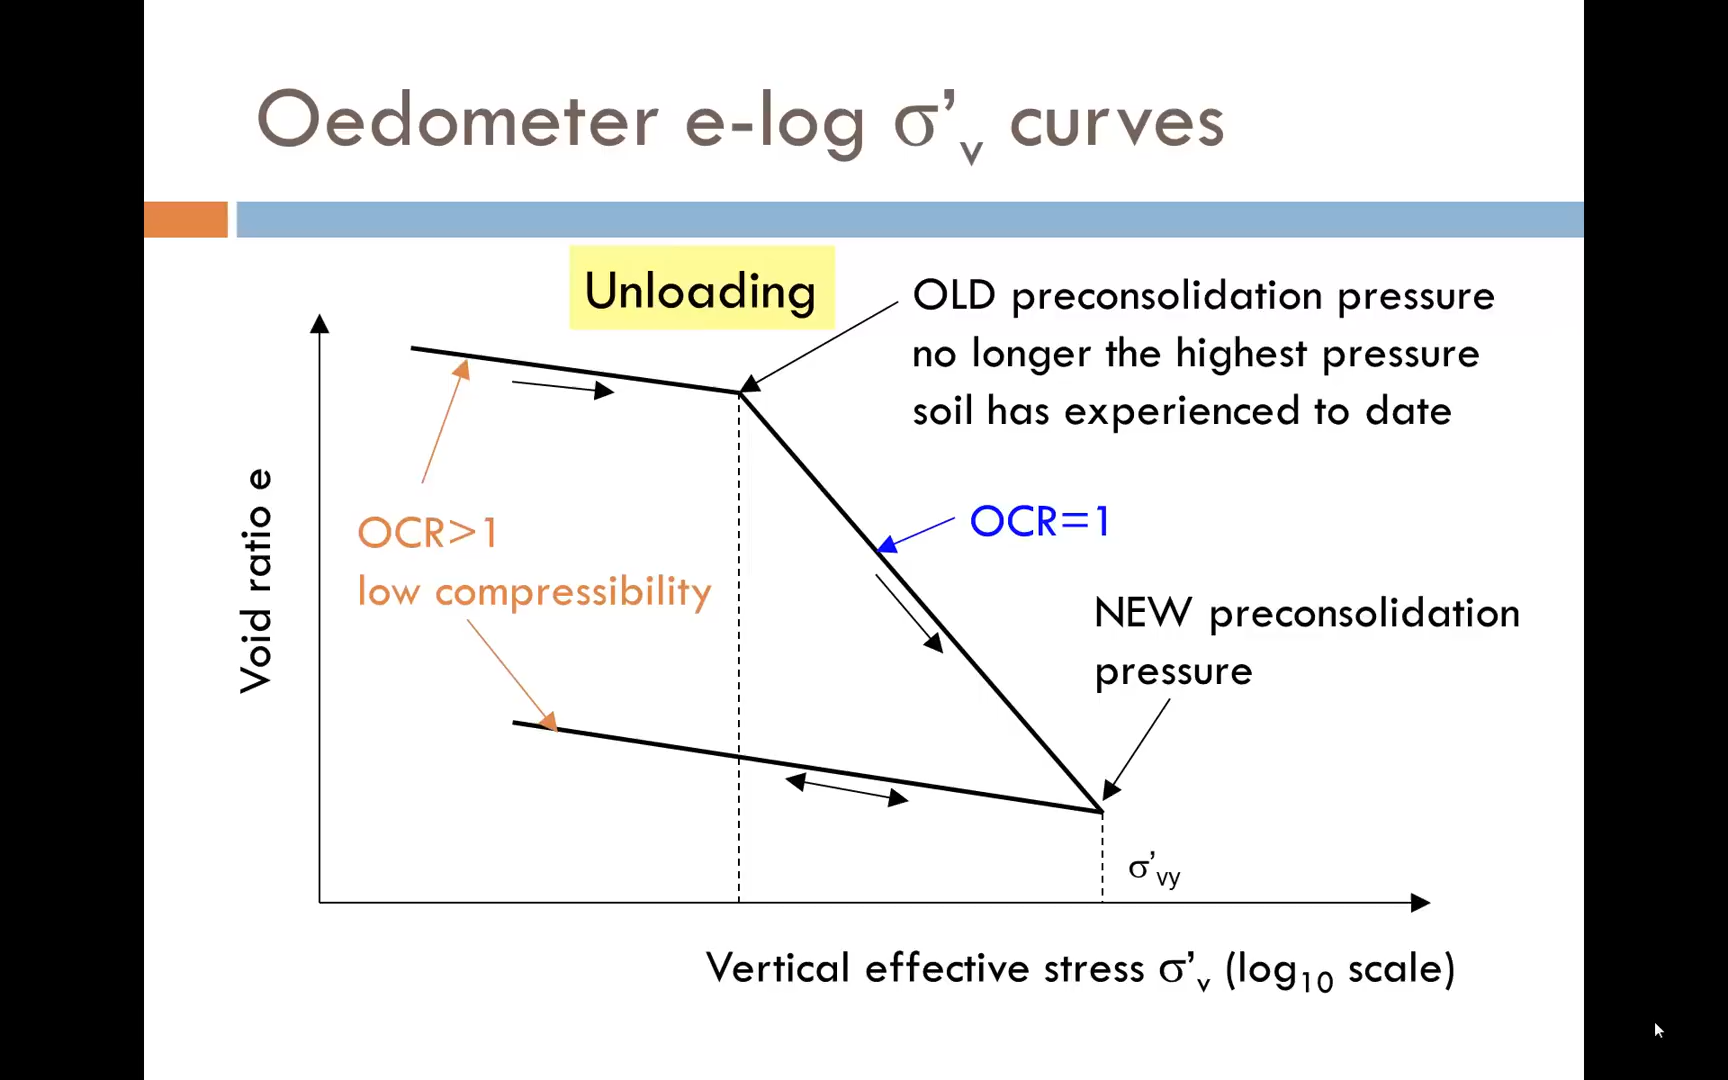 Oedometer e-log σ’v curves
Unloading
OLD preconsolidation pressure
no longer the highest pressure
soil has experienced to date
OCR>1
low compressibility
OCR=1
NEW preconsolidation
pressure
Void ratio e
σ’vy
Vertical effective stress σ’v (log10 scale)